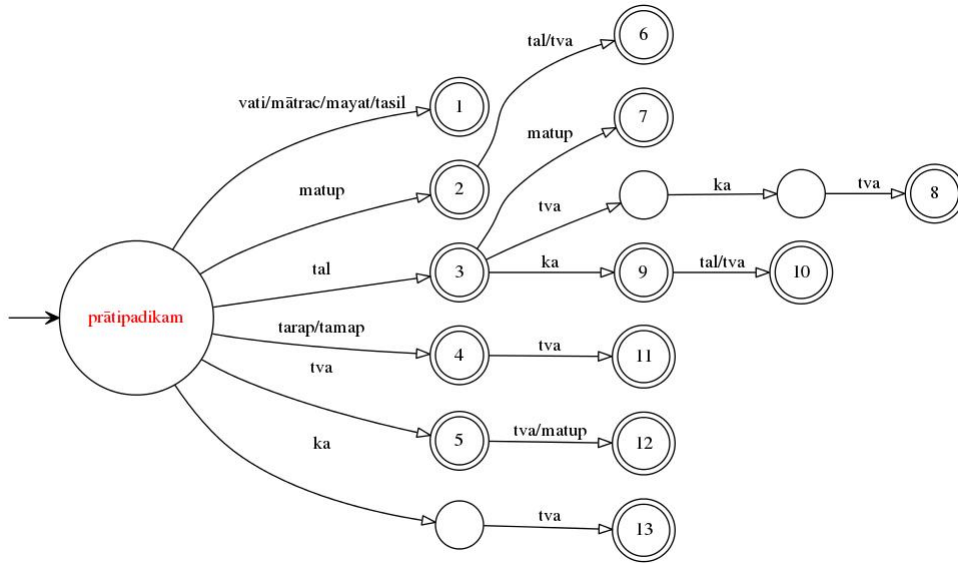 tal/tva
6
vati/mātrac/mayat/tasil
1
matup
7
matup
2
tva
ka
tva
8
tal
3
ka
9
tal/tva
10
prātipadikam
tarap/tamap
4
tva
11
tva
5
tva/matup
12
ka
tva
13